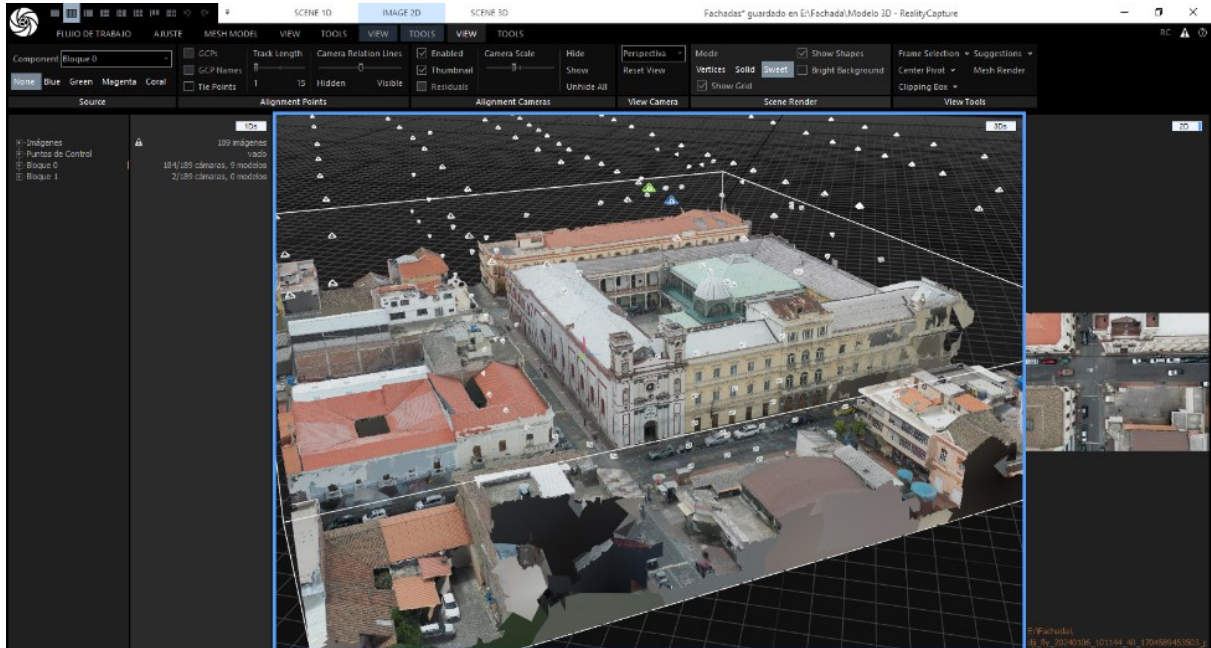 SCENE 1D IMAGE 2D SCENE 3D Fachadas* guardado en E:\Fachada\Modelo 3D - RealityCapture
FLUJO DE TRABAJO AJUSTE MESH MODEL VIEW TOOLS VIEW TOOLS VIEW TOOLS RC
Component Bloque 0 GCPs Track Length Camera Relation Lines Enabled Camera Scale Hide Perspectiva Mode Show Shapes Frame Selection Suggestions
GCP Names Thumbnail Show Reset View Vertices Solid Sweet Bright Background Center Pivot Mesh Render
None Blue Green Magenta Coral Tie Points 1 15 Hidden Visible Residuals Unhide All Show Grid Clipping Box
Source Alignment Points Alignment Cameras View Camera Scene Render View Tools
1Ds 3Ds 2D
Imágenes 189 imágenes
Puntos de Control vacío
Bloque 0 184/189 cámaras, 9 modelos
Bloque 1 2/189 cámaras, 0 modelos
E:\Fachada\